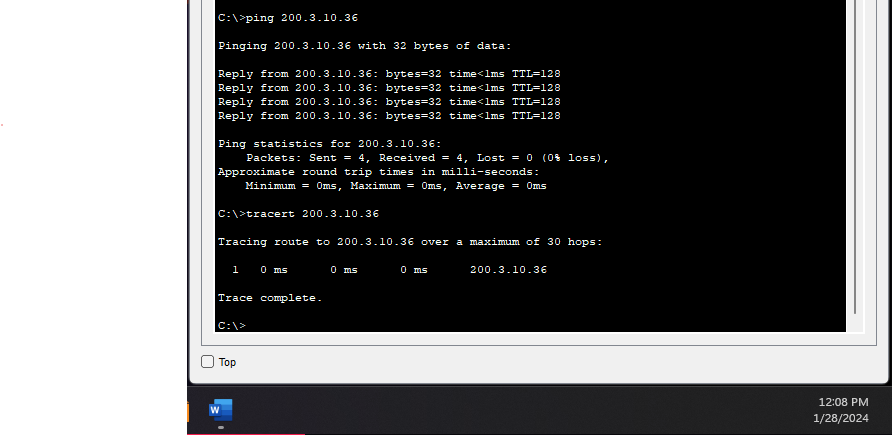 C:\>ping 200.3.10.36
Pinging 200.3.10.36 with 32 bytes of data:
Reply from 200.3.10.36: bytes=32 time<1ms TTL=128
Reply from 200.3.10.36: bytes=32 time<1ms TTL=128
Reply from 200.3.10.36: bytes=32 time<1ms TTL=128
Reply from 200.3.10.36: bytes=32 time<1ms TTL=128
Ping statistics for 200.3.10.36:
    Packets: Sent = 4, Received = 4, Lost = 0 (0% loss),
Approximate round trip times in milli-seconds:
    Minimum = 0ms, Maximum = 0ms, Average = 0ms
C:\>tracert 200.3.10.36
Tracing route to 200.3.10.36 over a maximum of 30 hops:
  1   0 ms      0 ms      0 ms      200.3.10.36
Trace complete.
C:\>
Top
W
12:08 PM
1/28/2024